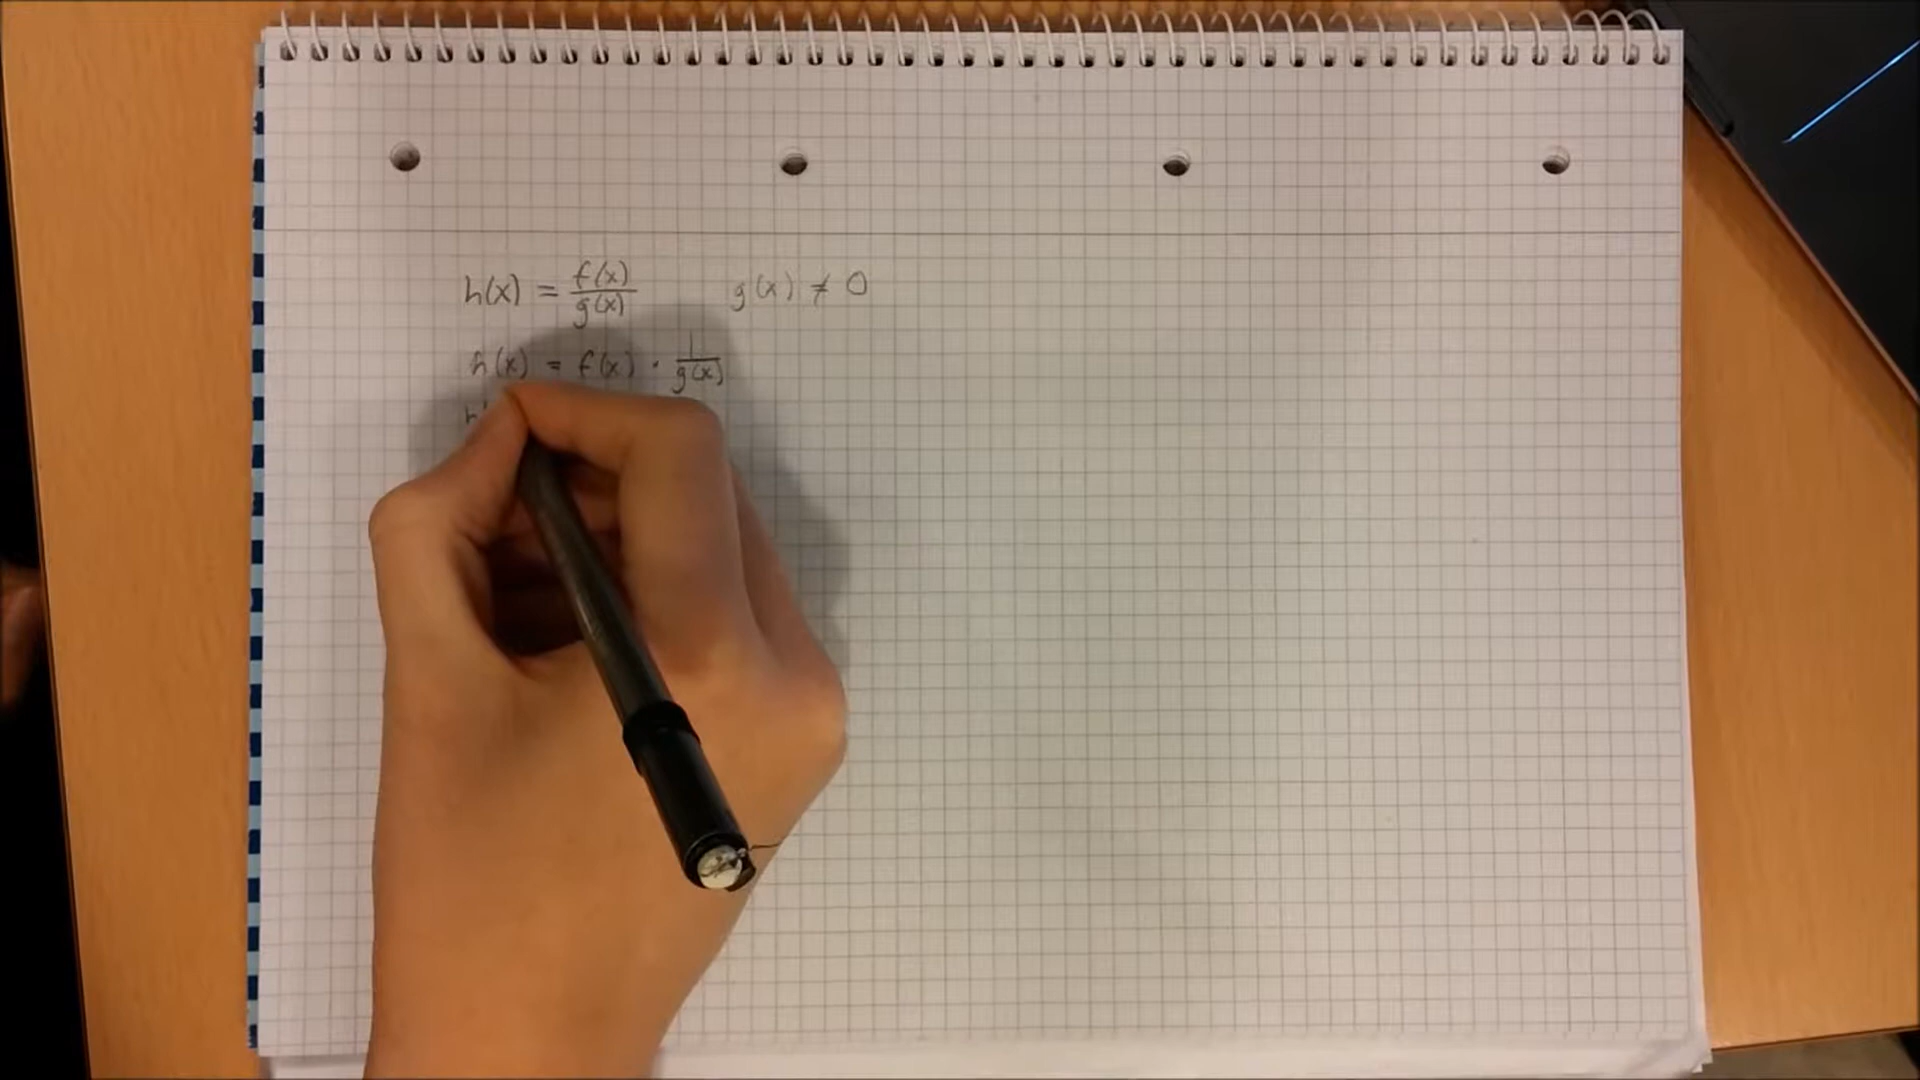 h(x) = f(x)/g(x) g(x) ≠ 0
h(x) = f(x) · 1/g(x)
h'